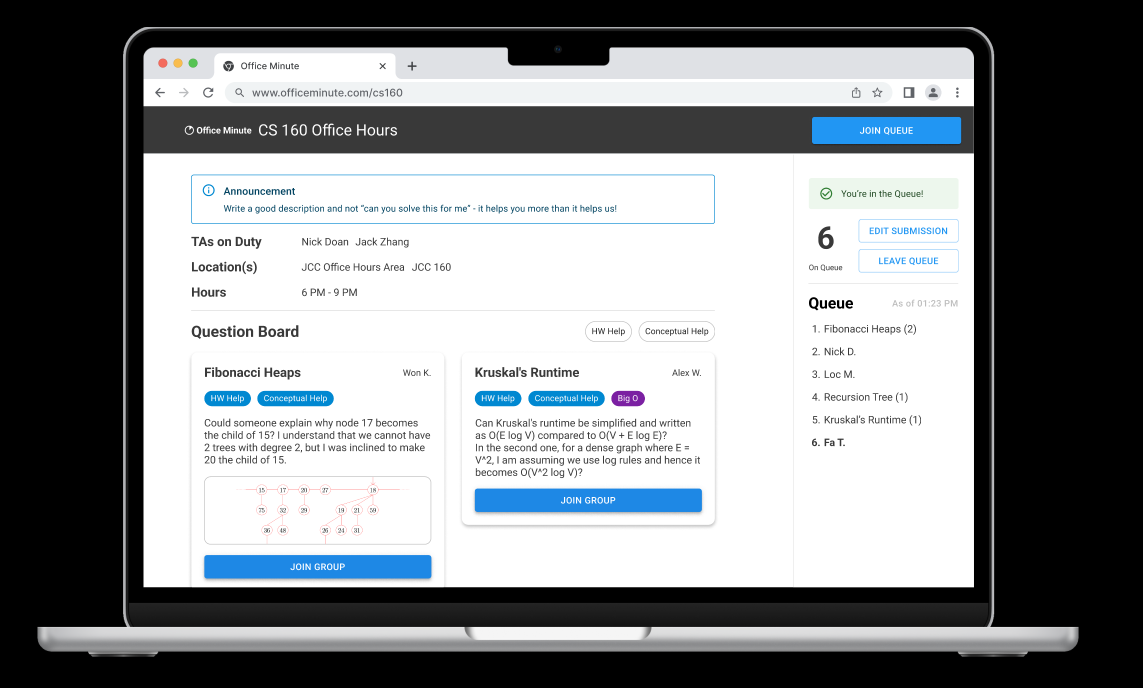 Office Minute
www.officeminute.com/cs160
Office Minute CS 160 Office Hours
JOIN QUEUE
Announcement
Write a good description and not "can you solve this for me" - it helps you more than it helps us!
TAs on Duty Nick Doan Jack Zhang
Location(s) JCC Office Hours Area JCC 160
Hours 6 PM - 9 PM
Question Board
HW Help Conceptual Help
Fibonacci Heaps Won K.
HW Help Conceptual Help
Could someone explain why node 17 becomes
the child of 15? I understand that we cannot have
2 trees with degree 2, but I was inclined to make
20 the child of 15.
15 17 20 27 18
75 32 29 19 21 59
36 48 26 24 31
JOIN GROUP
Kruskal's Runtime Alex W.
HW Help Conceptual Help Big O
Can Kruskal's runtime be simplified and written
as O(E log V) compared to O(V + E log E)?
In the second one, for a dense graph where E =
V^2, I am assuming we use log rules and hence it
becomes O(V^2 log V)?
JOIN GROUP
You're in the Queue!
6
On Queue
EDIT SUBMISSION
LEAVE QUEUE
Queue As of 01:23 PM
1. Fibonacci Heaps (2)
2. Nick D.
3. Loc M.
4. Recursion Tree (1)
5. Kruskal's Runtime (1)
6. Fa T.